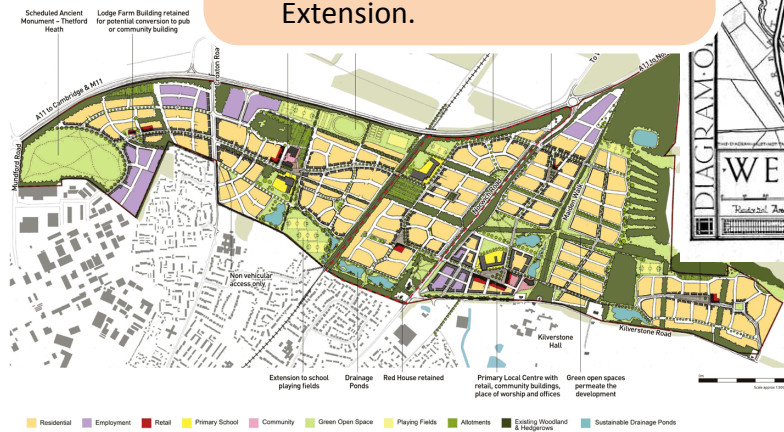 Extension.
Scheduled Ancient
Monument – Thetford
Heath
Lodge Farm Building retained
for potential conversion to pub
or community building
A11 to Cambridge & M11
Croxton Road
Mundford Road
Norwich Road
Non vehicular
access only
Extension to school
playing fields
Drainage
Ponds
Red House retained
Primary Local Centre with
retail, community buildings,
place of worship and offices
Green open spaces
permeate the
development
Kilverstone
Hall
Kilverstone Road
DIAGRAM·O
WE
Residential
Employment
Retail
Primary School
Community
Green Open Space
Playing Fields
Allotments
Existing Woodland
& Hedgerows
Sustainable Drainage Ponds